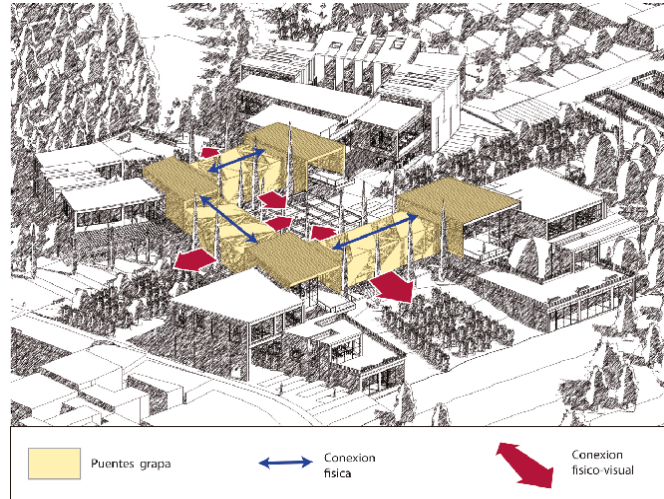 Puentes grapa
Conexion
fisica
Conexion
fisico-visual